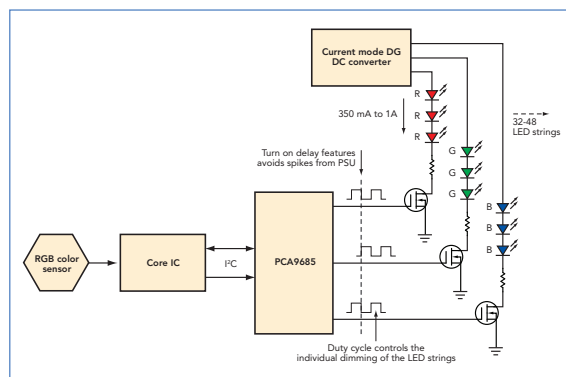 Current mode DG
DC converter
R
R
R
350 mA to 1A
32-48
LED strings
Turn on delay features
avoids spikes from PSU
G
G
G
B
B
B
RGB color
sensor
Core IC
I²C
PCA9685
Duty cycle controls the
individual dimming of the LED strings